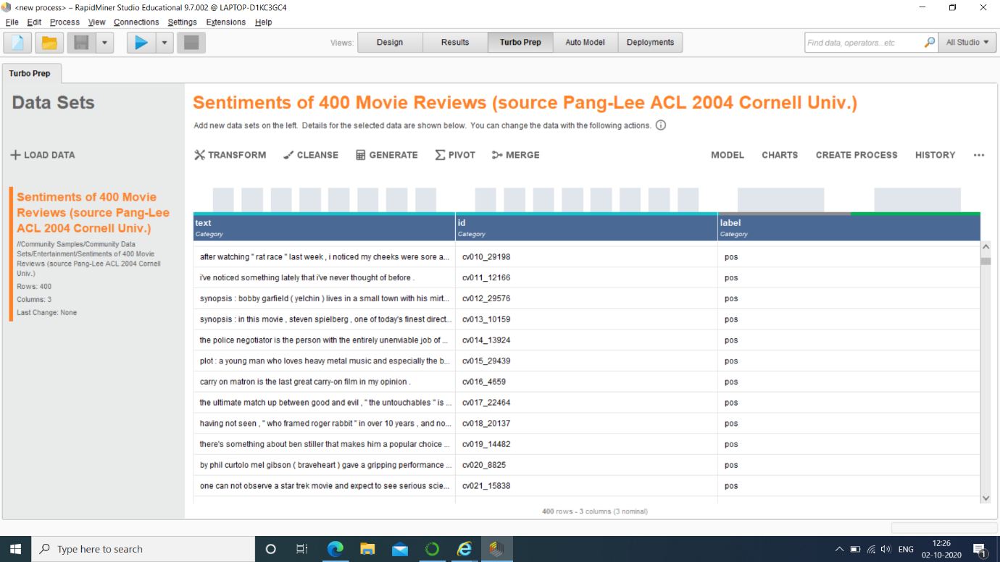 <new process> – RapidMiner Studio Educational 9.7.002 @ LAPTOP-D1KC3GC4
File Edit Process View Connections Settings Extensions Help
Views: Design Results Turbo Prep Auto Model Deployments Find data, operators...etc All Studio
Turbo Prep
Data Sets
LOAD DATA
Sentiments of 400 Movie
Reviews (source Pang-Lee
ACL 2004 Cornell Univ.)
//Community Samples/Community Data
Sets/Entertainment/Sentiments of 400 Movie
Reviews (source Pang-Lee ACL 2004 Cornell
Univ.)
Rows: 400
Columns: 3
Last Change: None
Sentiments of 400 Movie Reviews (source Pang-Lee ACL 2004 Cornell Univ.)
Add new data sets on the left. Details for the selected data are shown below. You can change the data with the following actions.
TRANSFORM CLEANSE GENERATE PIVOT MERGE MODEL CHARTS CREATE PROCESS HISTORY ...
text id label
Category Category Category
after watching " rat race " last week , i noticed my cheeks were sore a... cv010_29198 pos
i've noticed something lately that i've never thought of before . cv011_12166 pos
synopsis : bobby garfield ( yelchin ) lives in a small town with his mirt... cv012_29576 pos
synopsis : in this movie , steven spielberg , one of today's finest direct... cv013_10159 pos
the police negotiator is the person with the entirely unenviable job of ... cv014_13924 pos
plot : a young man who loves heavy metal music and especially the b... cv015_29439 pos
carry on matron is the last great carry-on film in my opinion . cv016_4659 pos
the ultimate match up between good and evil , " the untouchables " is ... cv017_22464 pos
having not seen , " who framed roger rabbit " in over 10 years , and no... cv018_20137 pos
there's something about ben stiller that makes him a popular choice ... cv019_14482 pos
by phil curtolo mel gibson ( braveheart ) gave a gripping performance ... cv020_8825 pos
one can not observe a star trek movie and expect to see serious scie... cv021_15838 pos
400 rows - 3 columns (3 nominal)
Type here to search ENG 12:26
02-10-2020 1